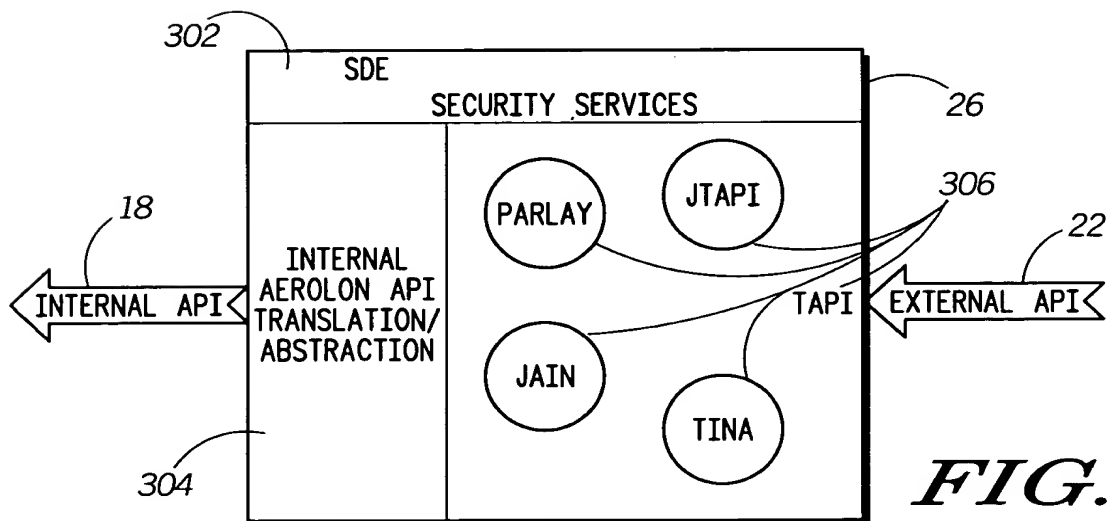 302
SDE
SECURITY SERVICES
26
PARLAY
JTAPI
306
18
22
INTERNAL API
INTERNAL
AEROLON API
TRANSLATION/
ABSTRACTION
TAPI
EXTERNAL API
JAIN
TINA
304
FIG.